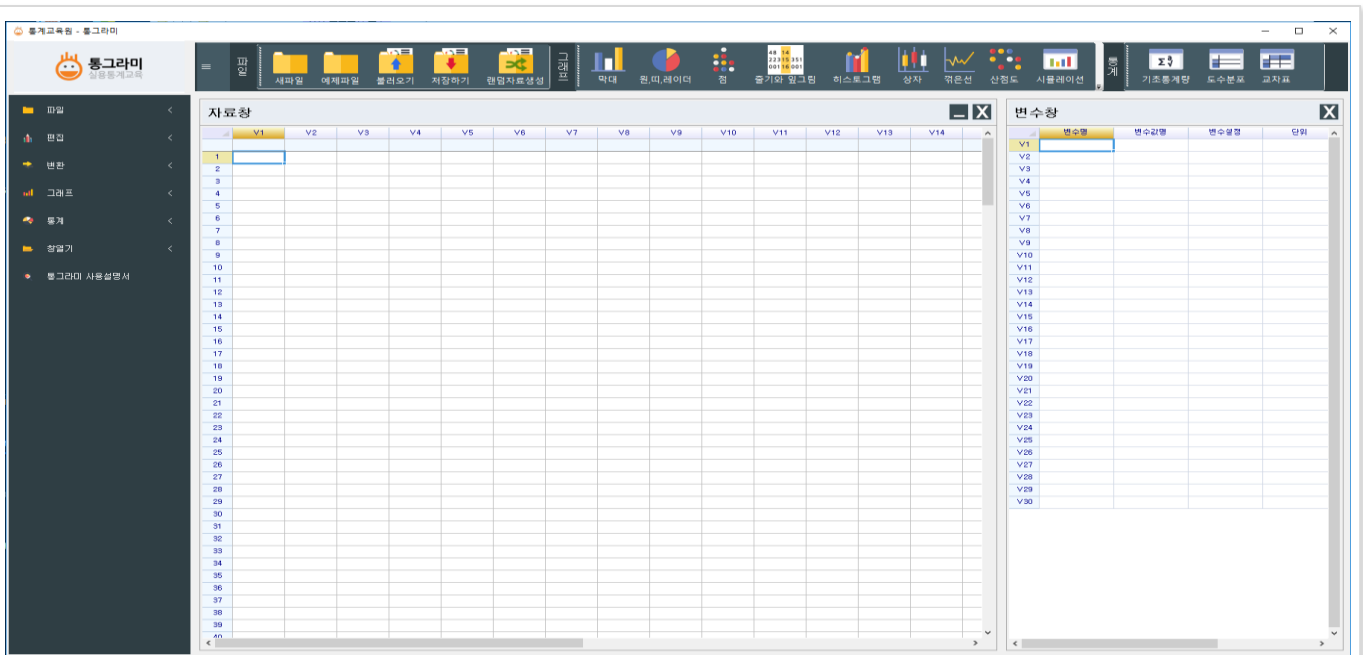 통계교육원 - 통그라미
통그라미
실용통계교육
파일
새파일 예제파일 불러오기 저장하기 랜덤자료생성
그래프
막대 원,띠,레이더 점 줄기와 잎그림 히스토그램 상자 꺾은선 산점도 시뮬레이션
통계
기초통계량 도수분포 교차표
파일
편집
변환
그래프
통계
창열기
통그라미 사용설명서
자료창
V1 V2 V3 V4 V5 V6 V7 V8 V9 V10 V11 V12 V13 V14
1
2
3
4
5
6
7
8
9
10
11
12
13
14
15
16
17
18
19
20
21
22
23
24
25
26
27
28
29
30
31
32
33
34
35
36
37
38
39
40
변수창
변수명 변수값명 변수설정 단위
V1
V2
V3
V4
V5
V6
V7
V8
V9
V10
V11
V12
V13
V14
V15
V16
V17
V18
V19
V20
V21
V22
V23
V24
V25
V26
V27
V28
V29
V30